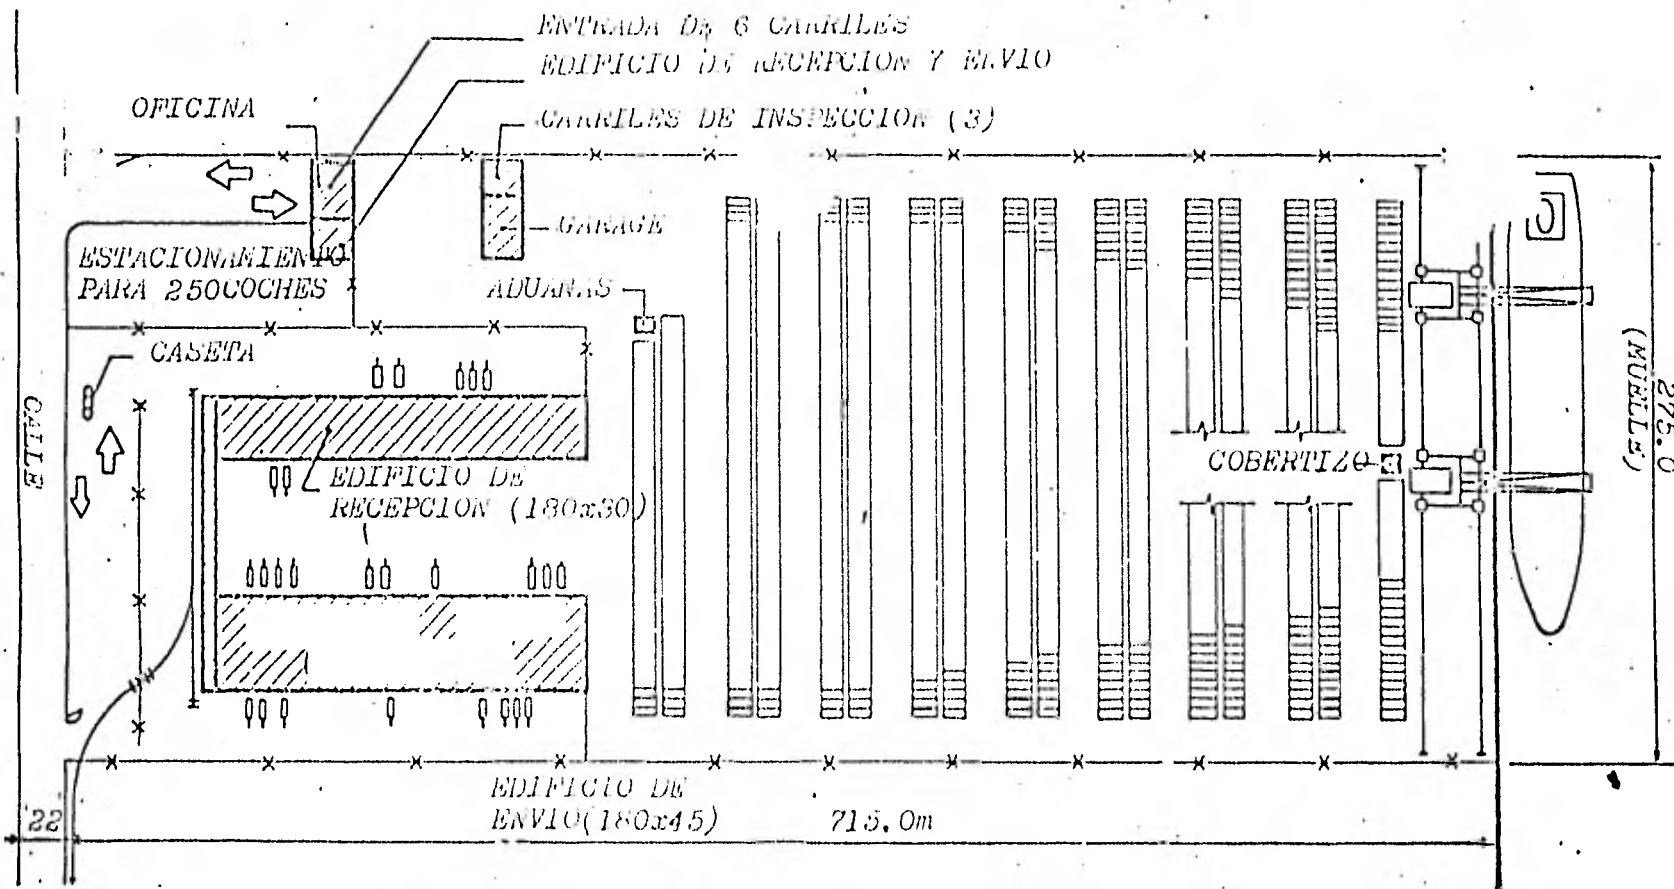 ENTRADA DE 6 CARRILES
EDIFICIO DE RECEPCION Y ENVIO
OFICINA
CARRILES DE INSPECCION (3)
GARAGE
ESTACIONAMIENTO
PARA 250COCHES
ADUANAS
CASETA
CALLE
EDIFICIO DE
RECEPCION (180x30)
COBERTIZO
275.0
(MUELLE)
EDIFICIO DE
ENVIO(180x45)
715.0m
22